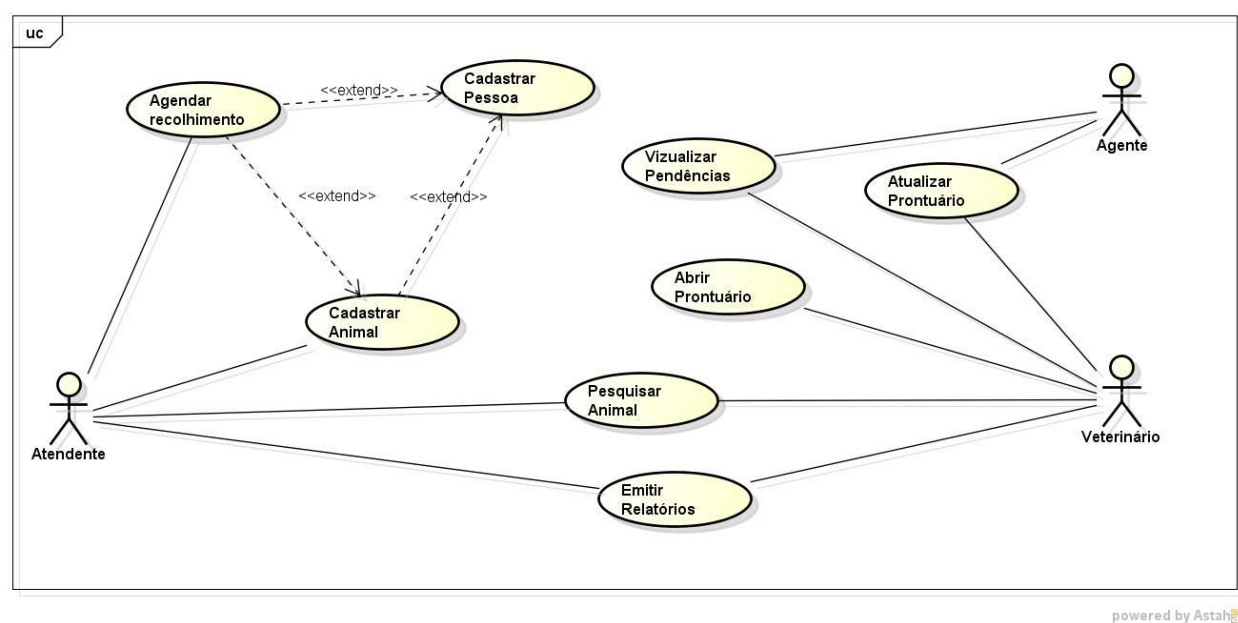 uc
Agendar
recolhimento
<<extend>>
Cadastrar
Pessoa
Agente
Vizualizar
Pendências
Atualizar
Prontuário
<<extend>>
<<extend>>
Abrir
Prontuário
Cadastrar
Animal
Pesquisar
Animal
Atendente
Veterinário
Emitir
Relatórios
powered by Astah